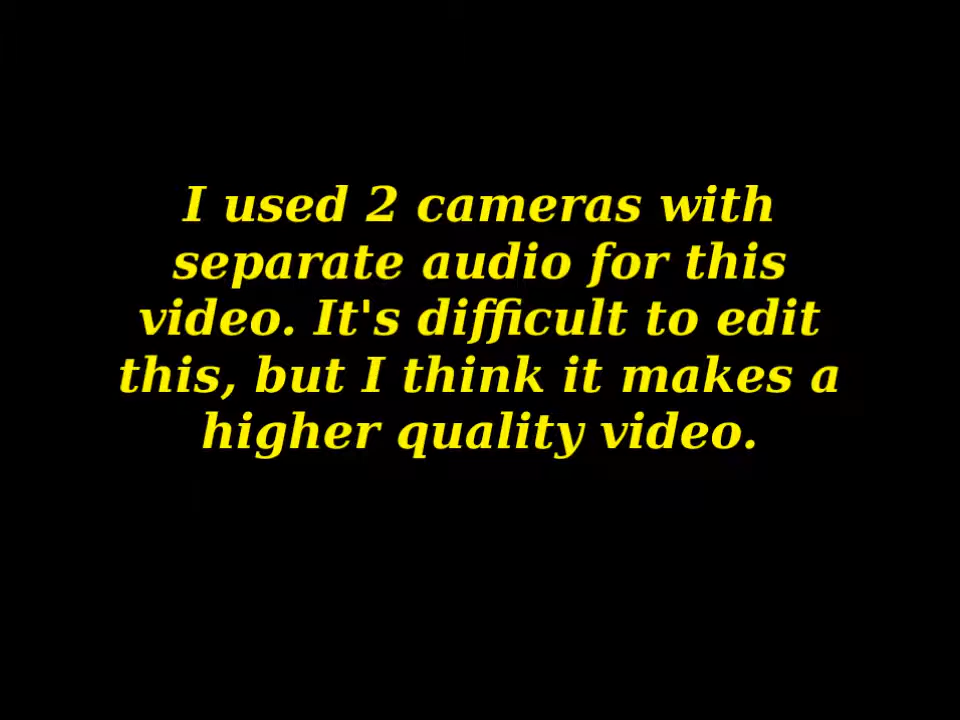 I used 2 cameras with
separate audio for this
video. It's difficult to edit
this, but I think it makes a
higher quality video.